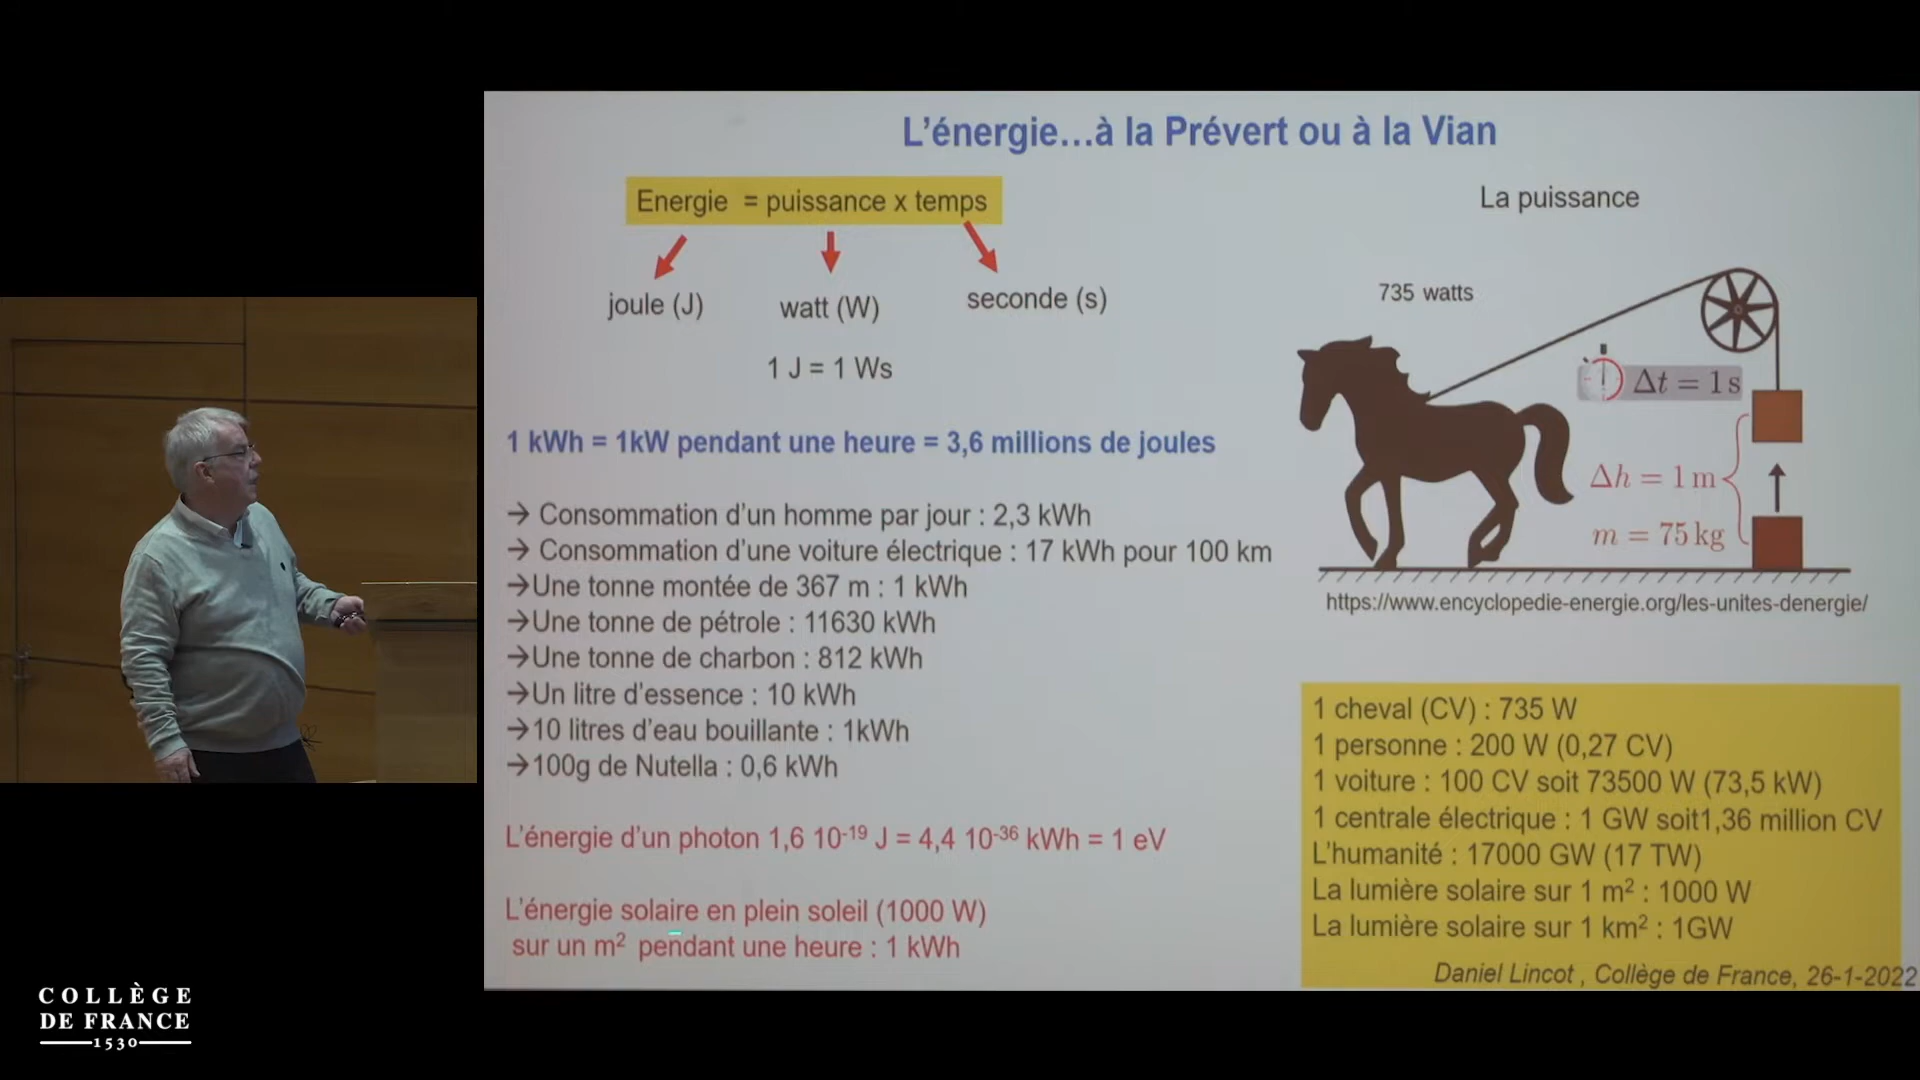 L'énergie…à la Prévert ou à la Vian
Energie = puissance x temps
joule (J)
watt (W)
seconde (s)
1 J = 1 Ws
1 kWh = 1kW pendant une heure = 3,6 millions de joules
→ Consommation d'un homme par jour : 2,3 kWh
→ Consommation d'une voiture électrique : 17 kWh pour 100 km
→Une tonne montée de 367 m : 1 kWh
→Une tonne de pétrole : 11630 kWh
→Une tonne de charbon : 812 kWh
→Un litre d'essence : 10 kWh
→10 litres d'eau bouillante : 1kWh
→100g de Nutella : 0,6 kWh
L'énergie d'un photon 1,6 10⁻¹⁹ J = 4,4 10⁻³⁶ kWh = 1 eV
L'énergie solaire en plein soleil (1000 W)
sur un m² pendant une heure : 1 kWh
La puissance
735 watts
Δt = 1 s
Δh = 1 m
m = 75 kg
https://www.encyclopedie-energie.org/les-unites-denergie/
1 cheval (CV) : 735 W
1 personne : 200 W (0,27 CV)
1 voiture : 100 CV soit 73500 W (73,5 kW)
1 centrale électrique : 1 GW soit1,36 million CV
L'humanité : 17000 GW (17 TW)
La lumière solaire sur 1 m² : 1000 W
La lumière solaire sur 1 km² : 1GW
Daniel Lincot , Collège de France, 26-1-2022
COLLÈGE
DE FRANCE
1530